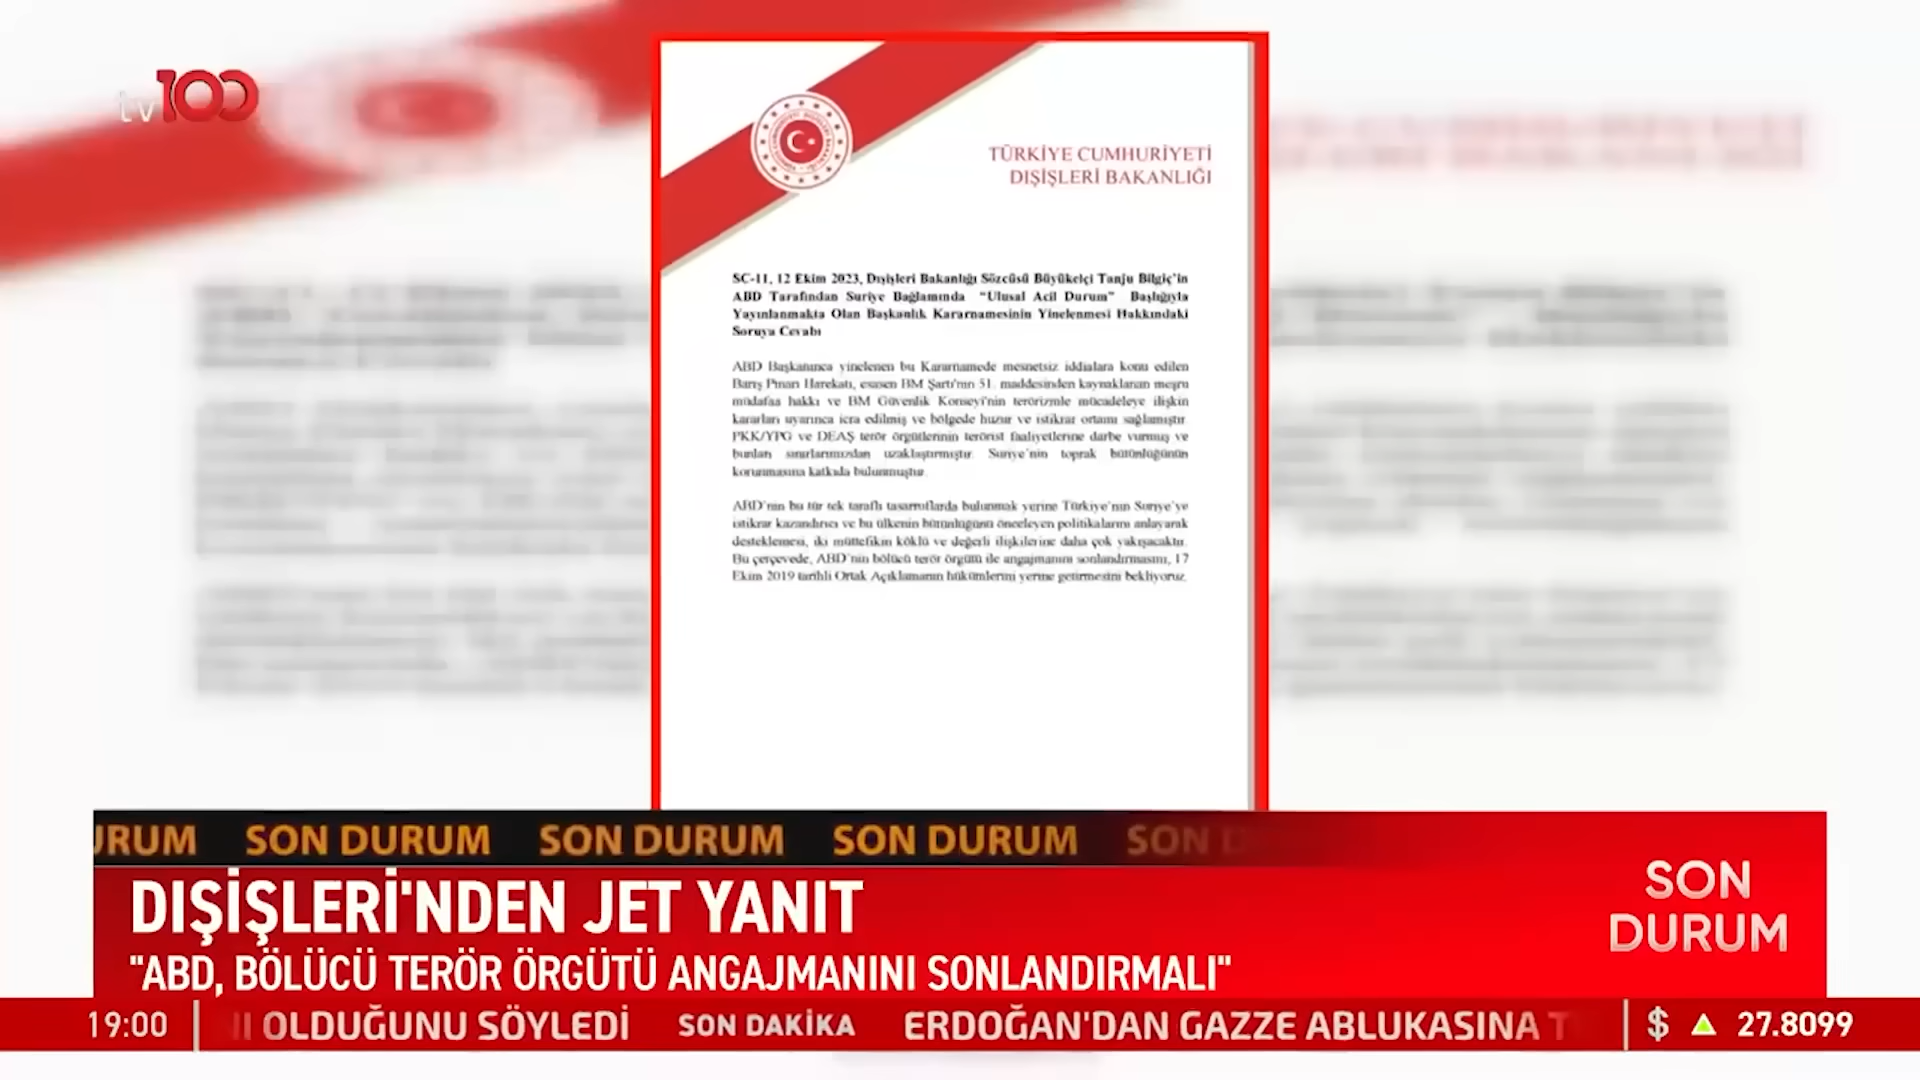 tv100
TÜRKİYE CUMHURİYETİ
DIŞİŞLERİ BAKANLIĞI
SC-11, 12 Ekim 2023, Dışişleri Bakanlığı Sözcüsü Büyükelçi Tanju Bilgiç'in
ABD Tarafından Suriye Bağlamında "Ulusal Acil Durum" Başlığıyla
Yayınlanmakta Olan Başkanlık Kararnamesinin Yinelenmesi Hakkındaki
Soruya Cevabı
ABD Başkanınca yinelenen bu Kararnamede mesnetsiz iddialara konu edilen
Barış Pınarı Harekatı, esasen BM Şartı'nın 51. maddesinden kaynaklanan meşru
müdafaa hakkı ve BM Güvenlik Konseyi'nin terörizmle mücadeleye ilişkin
kararları uyarınca icra edilmiş ve bölgede huzur ve istikrar ortamı sağlamıştır.
PKK/YPG ve DEAŞ terör örgütlerinin terörist faaliyetlerine darbe vurmuş ve
bunları sınırlarımızdan uzaklaştırmıştır. Suriye'nin toprak bütünlüğünün
korunmasına katkıda bulunmuştur.
ABD'nin bu tür tek taraflı tasarruflarda bulunmak yerine Türkiye'nin Suriye'ye
istikrar kazandırıcı ve bu ülkenin bütünlüğünü önceleyen politikalarını anlayarak
desteklemesi, iki müttefikin köklü ve değerli ilişkilerine daha çok yakışacaktır.
Bu çerçevede, ABD'nin bölücü terör örgütü ile angajmanını sonlandırmasını, 17
Ekim 2019 tarihli Ortak Açıklamanın hükümlerini yerine getirmesini bekliyoruz.
URUM SON DURUM SON DURUM SON DURUM SON D
DIŞİŞLERİ'NDEN JET YANIT
"ABD, BÖLÜCÜ TERÖR ÖRGÜTÜ ANGAJMANINI SONLANDIRMALI"
SON
DURUM
19:00 OLDUĞUNU SÖYLEDİ SON DAKİKA ERDOĞAN'DAN GAZZE ABLUKASINA T $ 27.8099